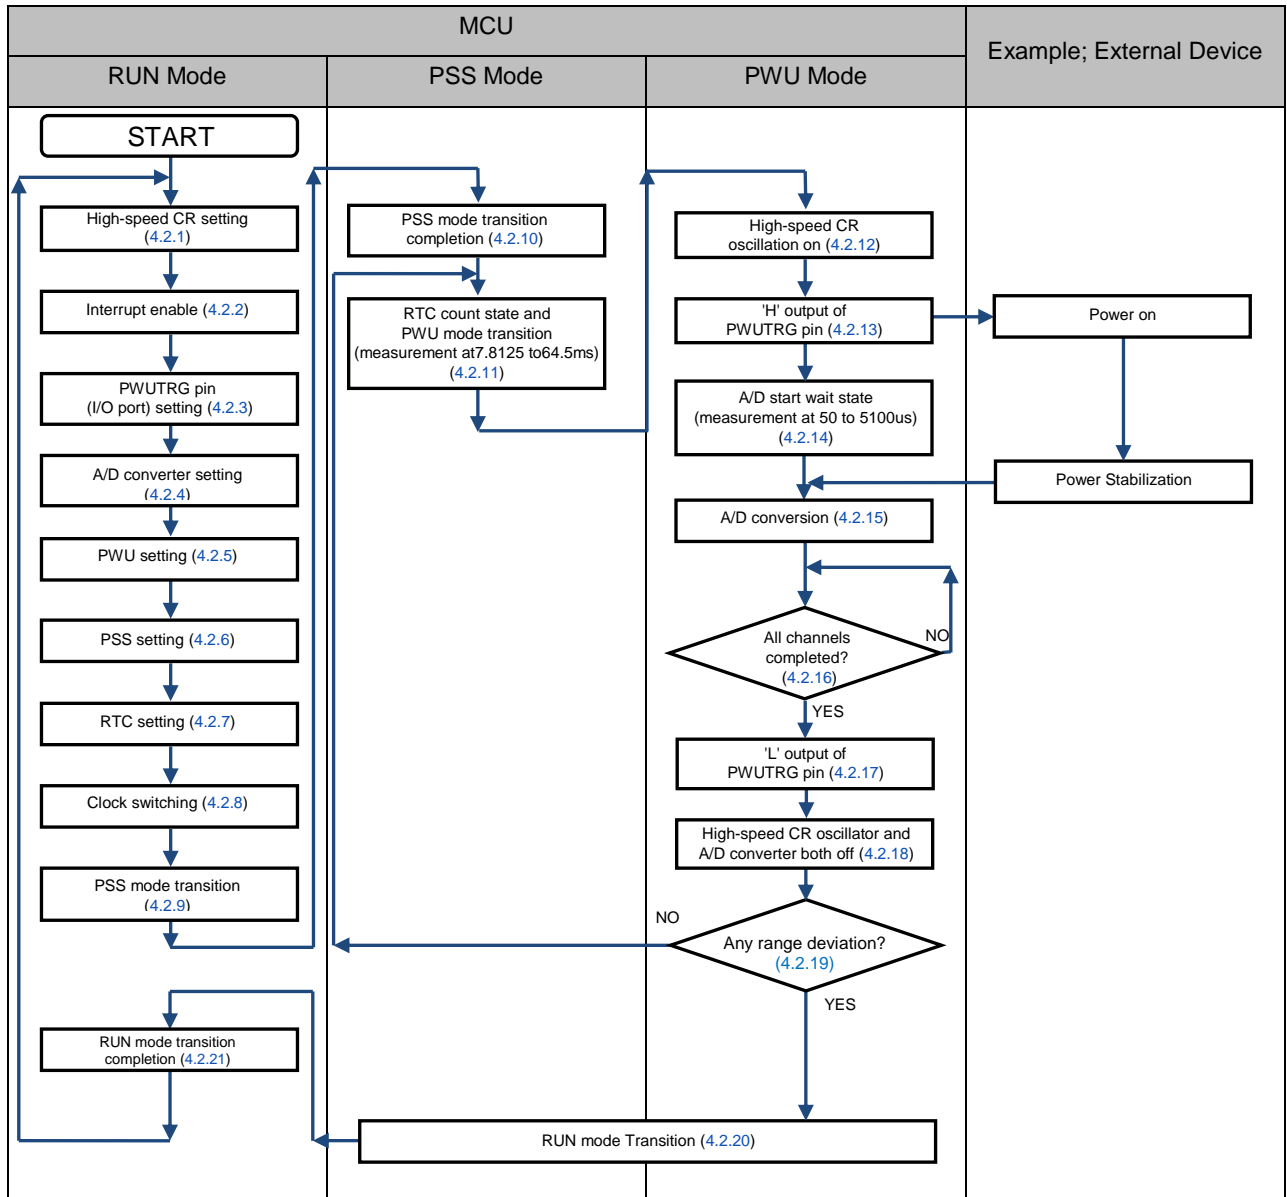 MCU
Example; External Device
RUN Mode
PSS Mode
PWU Mode
START
High-speed CR setting
(4.2.1)
Interrupt enable (4.2.2)
PWUTRG pin
(I/O port) setting (4.2.3)
A/D converter setting
(4.2.4)
PWU setting (4.2.5)
PSS setting (4.2.6)
RTC setting (4.2.7)
Clock switching (4.2.8)
PSS mode transition
(4.2.9)
RUN mode transition
completion (4.2.21)
PSS mode transition
completion (4.2.10)
RTC count state and
PWU mode transition
(measurement at7.8125 to64.5ms)
(4.2.11)
High-speed CR
oscillation on (4.2.12)
'H' output of
PWUTRG pin (4.2.13)
A/D start wait state
(measurement at 50 to 5100us)
(4.2.14)
A/D conversion (4.2.15)
All channels
completed?
(4.2.16)
NO
YES
'L' output of
PWUTRG pin (4.2.17)
High-speed CR oscillator and
A/D converter both off (4.2.18)
NO
Any range deviation?
(4.2.19)
YES
RUN mode Transition (4.2.20)
Power on
Power Stabilization